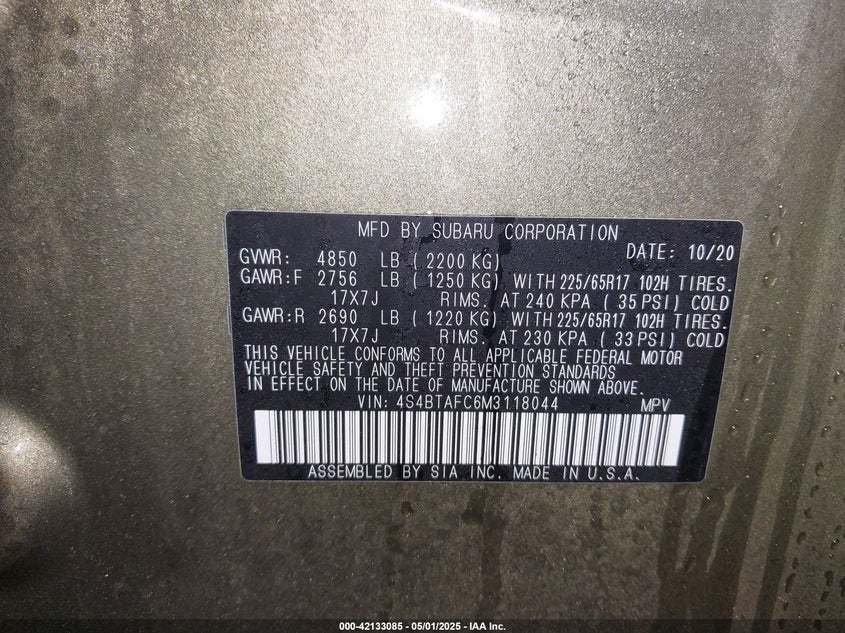 MFD BY SUBARU CORPORATION
DATE: 10/20
GVWR: 4850 LB (2200 KG)
GAWR:F 2756 LB (1250 KG) WITH 225/65R17 102H TIRES.
17X7J RIMS. AT 240 KPA ( 35 PSI) COLD
GAWR:R 2690 LB (1220 KG) WITH 225/65R17 102H TIRES.
17X7J RIMS. AT 230 KPA ( 33 PSI) COLD
THIS VEHICLE CONFORMS TO ALL APPLICABLE FEDERAL MOTOR
VEHICLE SAFETY AND THEFT PREVENTION STANDARDS
IN EFFECT ON THE DATE OF MANUFACTURE SHOWN ABOVE.
VIN: 4S4BTAFC6M3118044 MPV
ASSEMBLED BY SIA INC. MADE IN U.S.A.
000-42133085 - 05/01/2025 - IAA Inc.